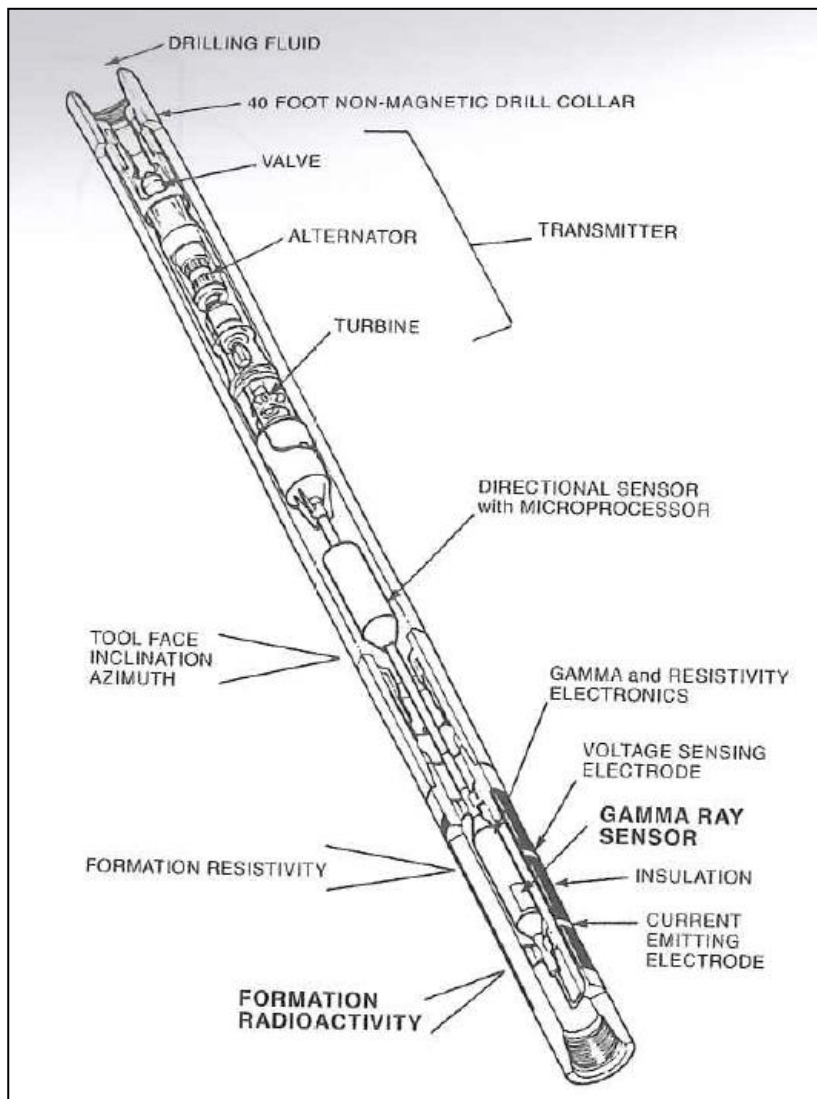 DRILLING FLUID
40 FOOT NON-MAGNETIC DRILL COLLAR
VALVE
ALTERNATOR
TRANSMITTER
TURBINE
DIRECTIONAL SENSOR
with MICROPROCESSOR
TOOL FACE
INCLINATION
AZIMUTH
GAMMA and RESISTIVITY
ELECTRONICS
VOLTAGE SENSING
ELECTRODE
GAMMA RAY
SENSOR
FORMATION RESISTIVITY
INSULATION
CURRENT
EMITTING
ELECTRODE
FORMATION
RADIOACTIVITY